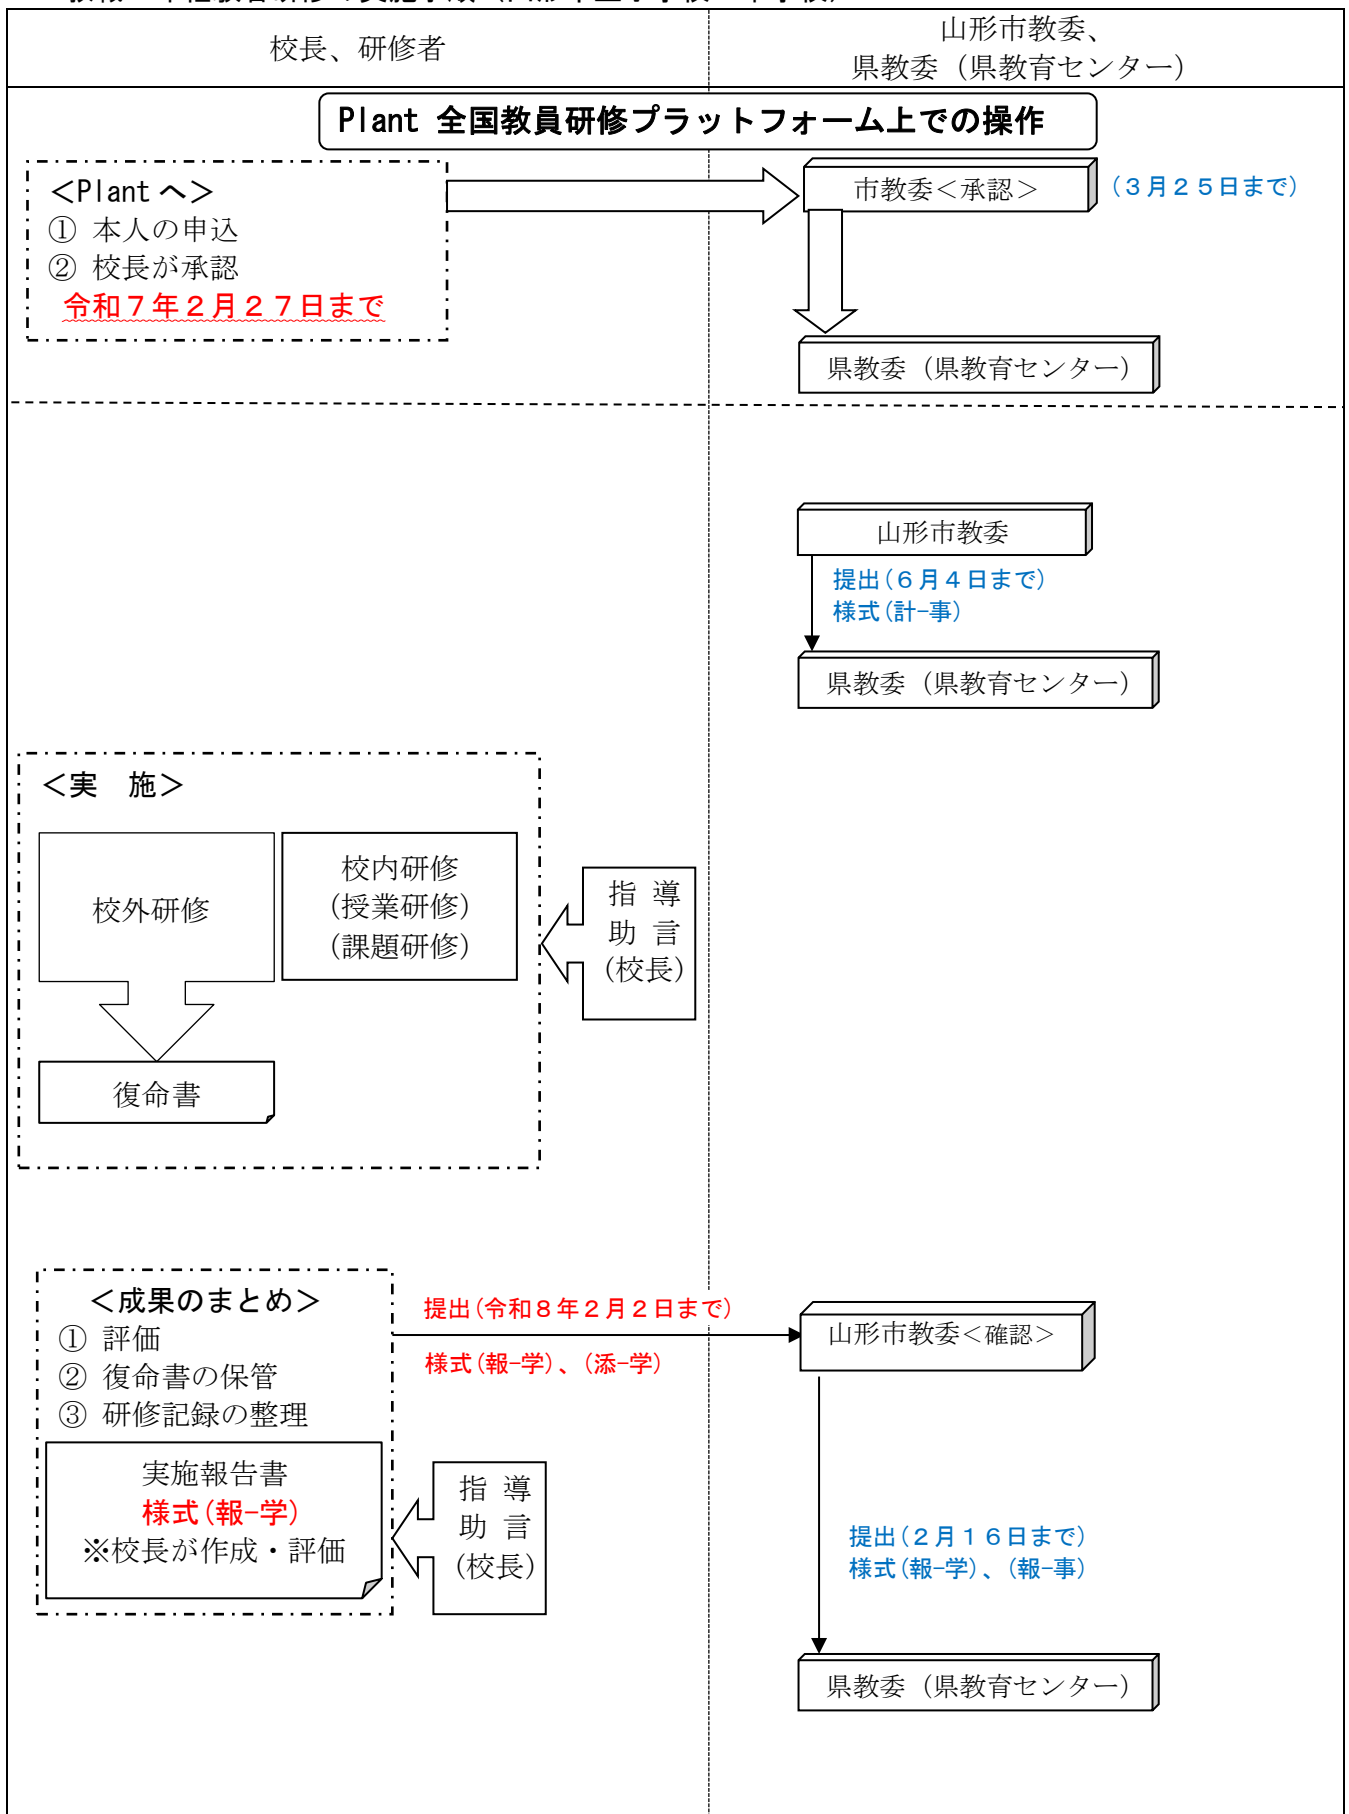 校長、研修者
山形市教委、
県教委（県教育センター）
Plant 全国教員研修プラットフォーム上での操作
＜Plant へ＞
① 本人の申込
② 校長が承認
令和７年２月２７日まで
市教委＜承認＞
（３月２５日まで）
県教委（県教育センター）
山形市教委
提出(６月４日まで)
様式(計-事)
県教委（県教育センター）
＜実　施＞
校外研修
校内研修
(授業研修)
(課題研修)
指 導
助 言
(校長)
復命書
＜成果のまとめ＞
① 評価
② 復命書の保管
③ 研修記録の整理
提出(令和８年２月２日まで)
様式(報-学)、(添-学)
山形市教委＜確認＞
実施報告書
様式(報-学)
※校長が作成・評価
指 導
助 言
(校長)
提出(２月１６日まで)
様式(報-学)、(報-事)
県教委（県教育センター）